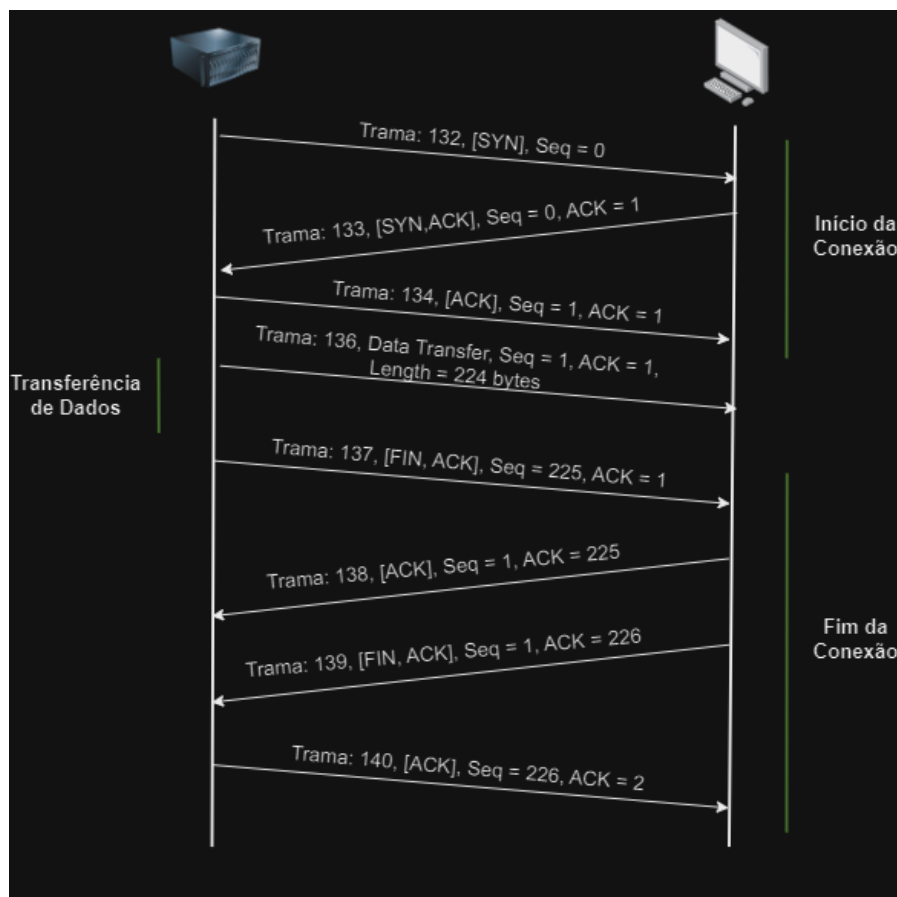 Trama: 132, [SYN], Seq = 0
Trama: 133, [SYN,ACK], Seq = 0, ACK = 1
Início da
Conexão
Trama: 134, [ACK], Seq = 1, ACK = 1
Trama: 136, Data Transfer, Seq = 1, ACK = 1,
Length = 224 bytes
Transferência
de Dados
Trama: 137, [FIN, ACK], Seq = 225, ACK = 1
Trama: 138, [ACK], Seq = 1, ACK = 225
Trama: 139, [FIN, ACK], Seq = 1, ACK = 226
Fim da
Conexão
Trama: 140, [ACK], Seq = 226, ACK = 2